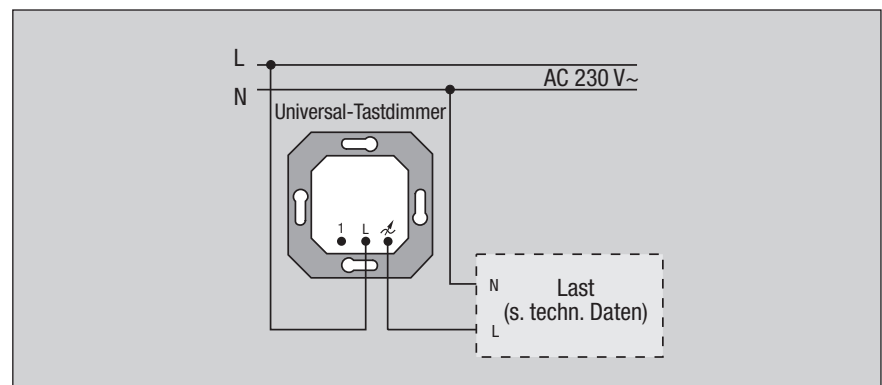 L
AC 230 V~
N
Universal-Tastdimmer
1 L
N
Last
(s. techn. Daten)
L